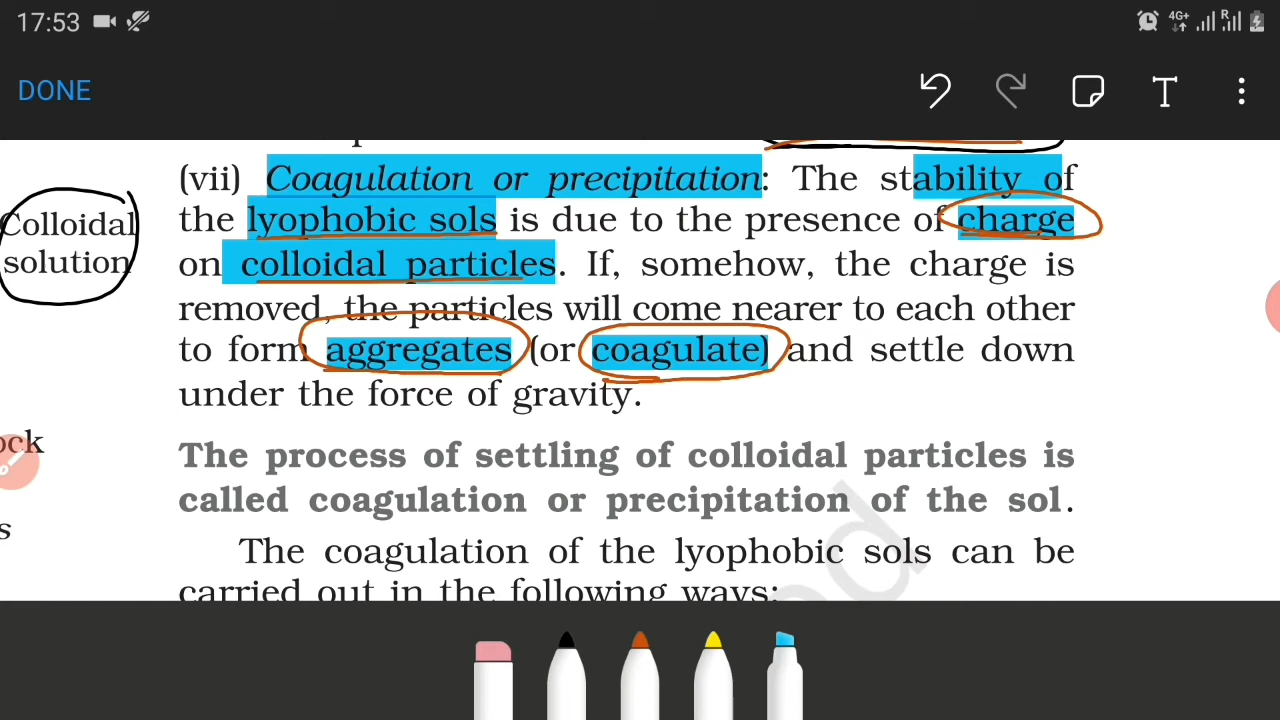 17:53
4G+
R
DONE
T
(vii) Coagulation or precipitation: The stability of
the lyophobic sols is due to the presence of charge
on colloidal particles. If, somehow, the charge is
removed, the particles will come nearer to each other
to form aggregates (or coagulate) and settle down
under the force of gravity.
The process of settling of colloidal particles is
called coagulation or precipitation of the sol.
The coagulation of the lyophobic sols can be
carried out in the following ways:
Colloidal
solution
ock
s